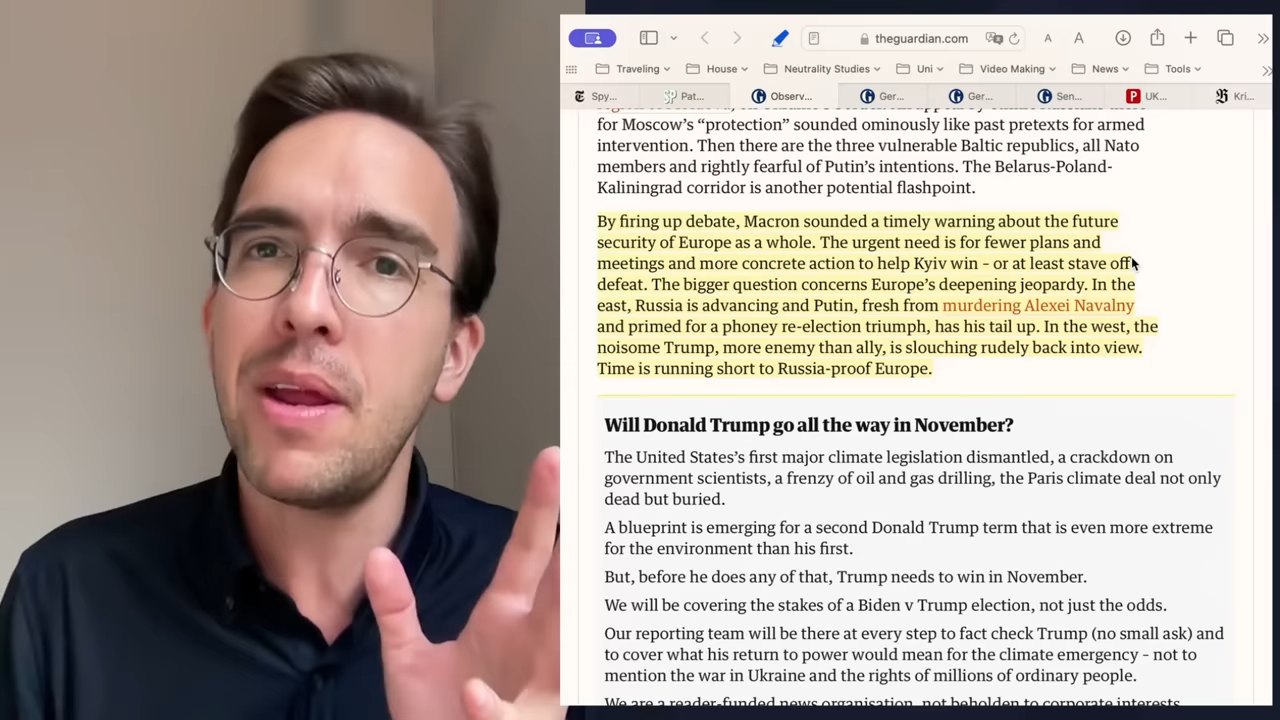 theguardian.com
A A
Traveling House Neutrality Studies Uni Video Making News Tools
Spy... Pat... Observ... Ger... Ger... Sen... UK... Kri...
for Moscow's “protection” sounded ominously like past pretexts for armed
intervention. Then there are the three vulnerable Baltic republics, all Nato
members and rightly fearful of Putin's intentions. The Belarus-Poland-
Kaliningrad corridor is another potential flashpoint.
By firing up debate, Macron sounded a timely warning about the future
security of Europe as a whole. The urgent need is for fewer plans and
meetings and more concrete action to help Kyiv win – or at least stave off
defeat. The bigger question concerns Europe's deepening jeopardy. In the
east, Russia is advancing and Putin, fresh from murdering Alexei Navalny
and primed for a phoney re-election triumph, has his tail up. In the west, the
noisome Trump, more enemy than ally, is slouching rudely back into view.
Time is running short to Russia-proof Europe.
Will Donald Trump go all the way in November?
The United States's first major climate legislation dismantled, a crackdown on
government scientists, a frenzy of oil and gas drilling, the Paris climate deal not only
dead but buried.
A blueprint is emerging for a second Donald Trump term that is even more extreme
for the environment than his first.
But, before he does any of that, Trump needs to win in November.
We will be covering the stakes of a Biden v Trump election, not just the odds.
Our reporting team will be there at every step to fact check Trump (no small ask) and
to cover what his return to power would mean for the climate emergency – not to
mention the war in Ukraine and the rights of millions of ordinary people.
We are a reader-funded news organisation, not beholden to corporate interests